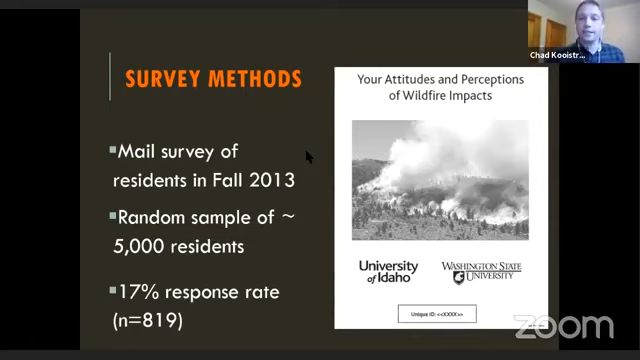 Chad Kooistr...
SURVEY METHODS
▪Mail survey of
residents in Fall 2013
▪Random sample of ~
5,000 residents
▪17% response rate
(n=819)
Your Attitudes and Perceptions
of Wildfire Impacts
University
of Idaho
WASHINGTON STATE
UNIVERSITY
Unique ID: <<XXXX>>
zoom